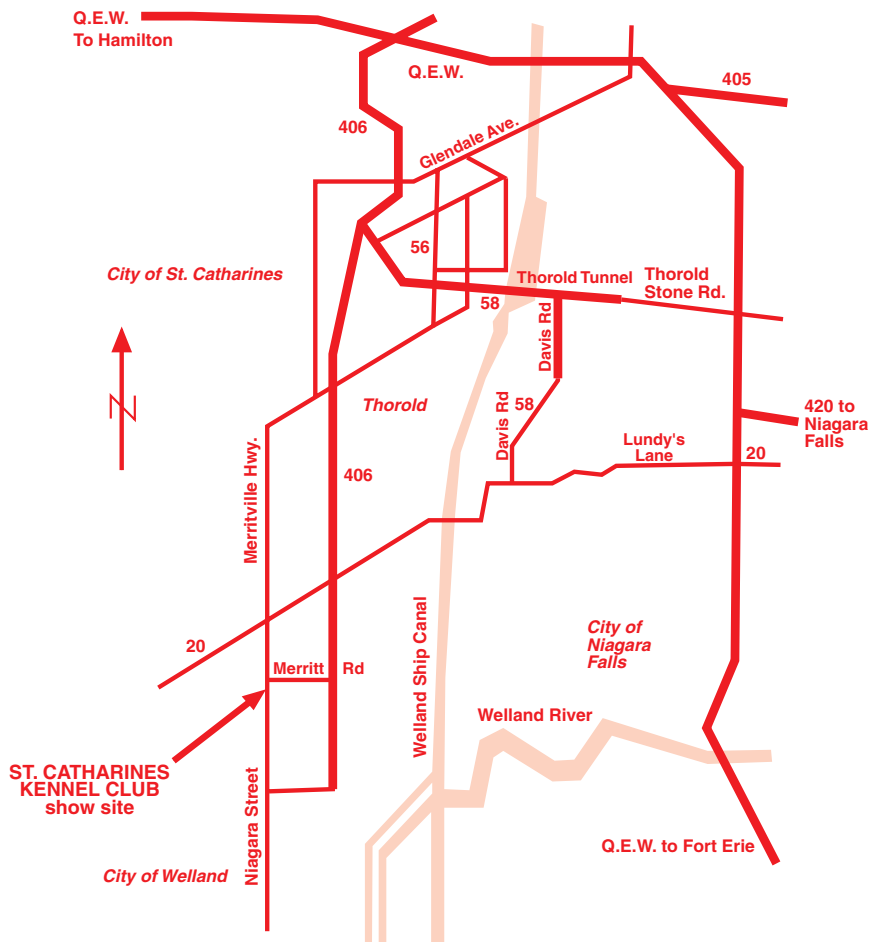 Q.E.W.
To Hamilton
Q.E.W.
405
406
Glendale Ave.
56
City of St. Catharines
Thorold Tunnel
Thorold
Stone Rd.
58
Davis Rd
N
Thorold
58
Davis Rd
420 to
Niagara
Falls
Lundy's
Lane
20
Merritville Hwy.
406
20
Welland Ship Canal
City of
Niagara
Falls
Merritt Rd
Welland River
ST. CATHARINES
KENNEL CLUB
show site
Niagara Street
Q.E.W. to Fort Erie
City of Welland